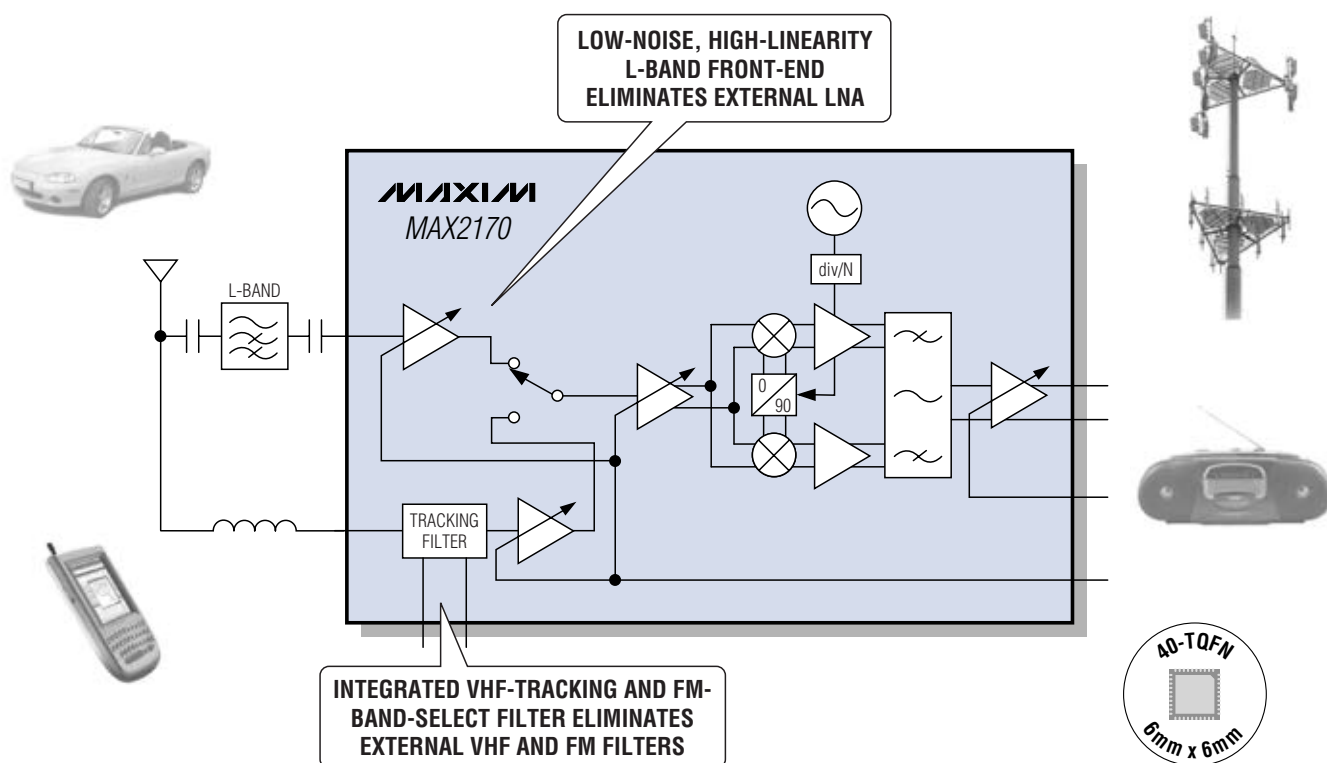 LOW-NOISE, HIGH-LINEARITY
L-BAND FRONT-END
ELIMINATES EXTERNAL LNA
MAXIM
MAX2170
div/N
L-BAND
0
90
TRACKING
FILTER
INTEGRATED VHF-TRACKING AND FM-
BAND-SELECT FILTER ELIMINATES
EXTERNAL VHF AND FM FILTERS
40-TQFN
6mm x 6mm